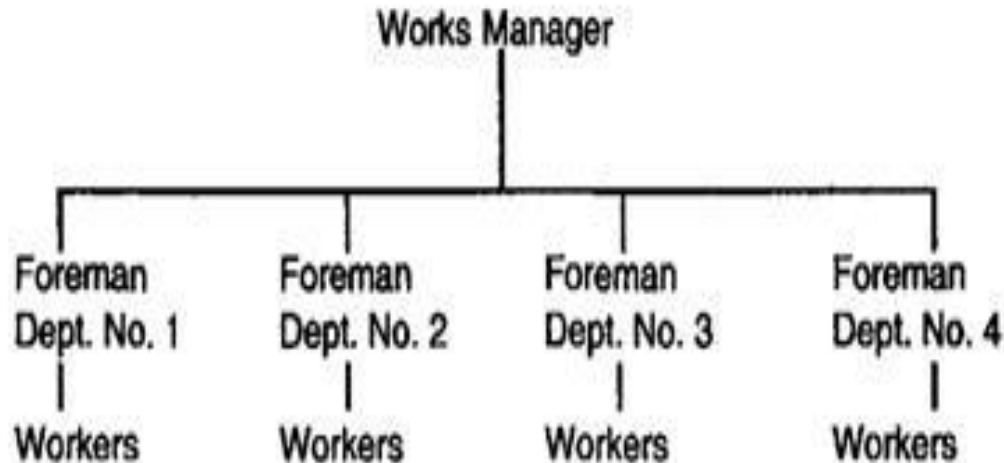 Works Manager
Foreman
Dept. No. 1
Workers
Foreman
Dept. No. 2
Workers
Foreman
Dept. No. 3
Workers
Foreman
Dept. No. 4
Workers